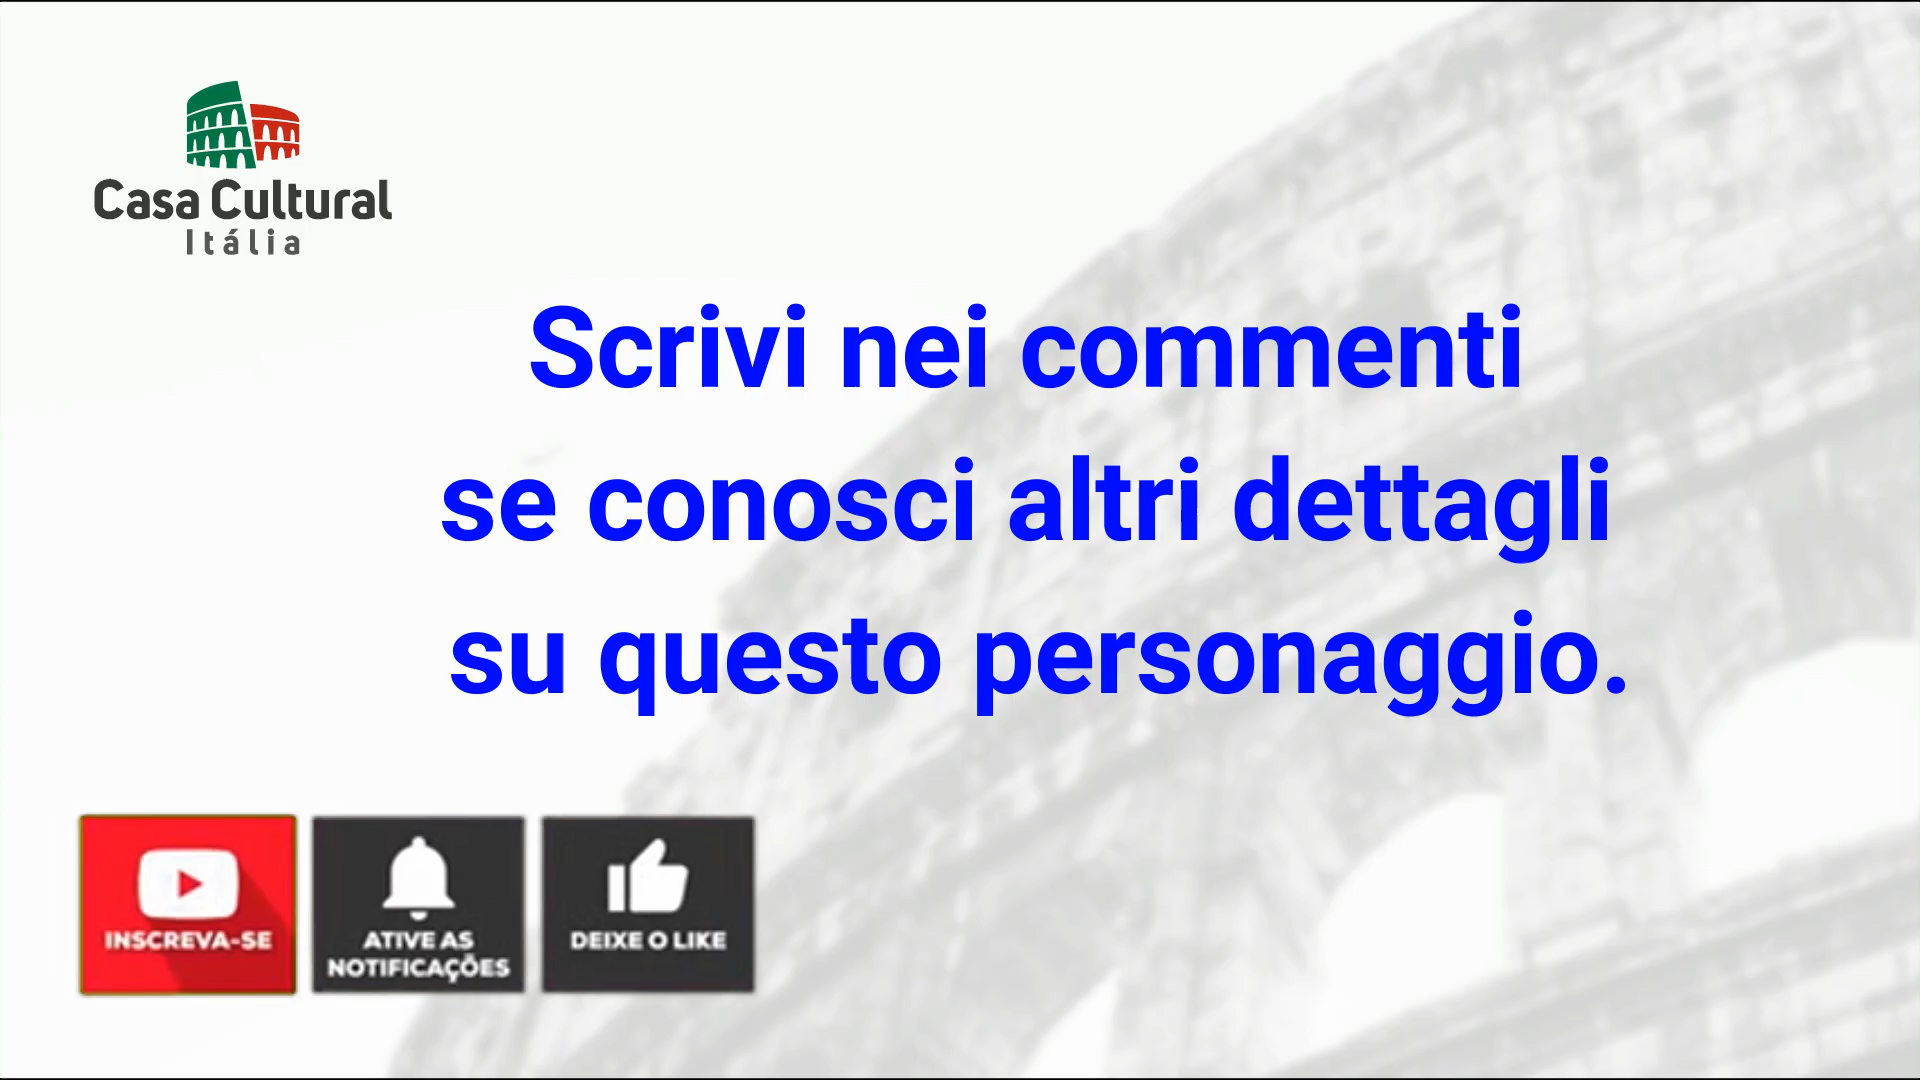 Casa Cultural
Itália
Scrivi nei commenti
se conosci altri dettagli
su questo personaggio.
INSCREVA-SE
ATIVE AS
NOTIFICAÇÕES
DEIXE O LIKE